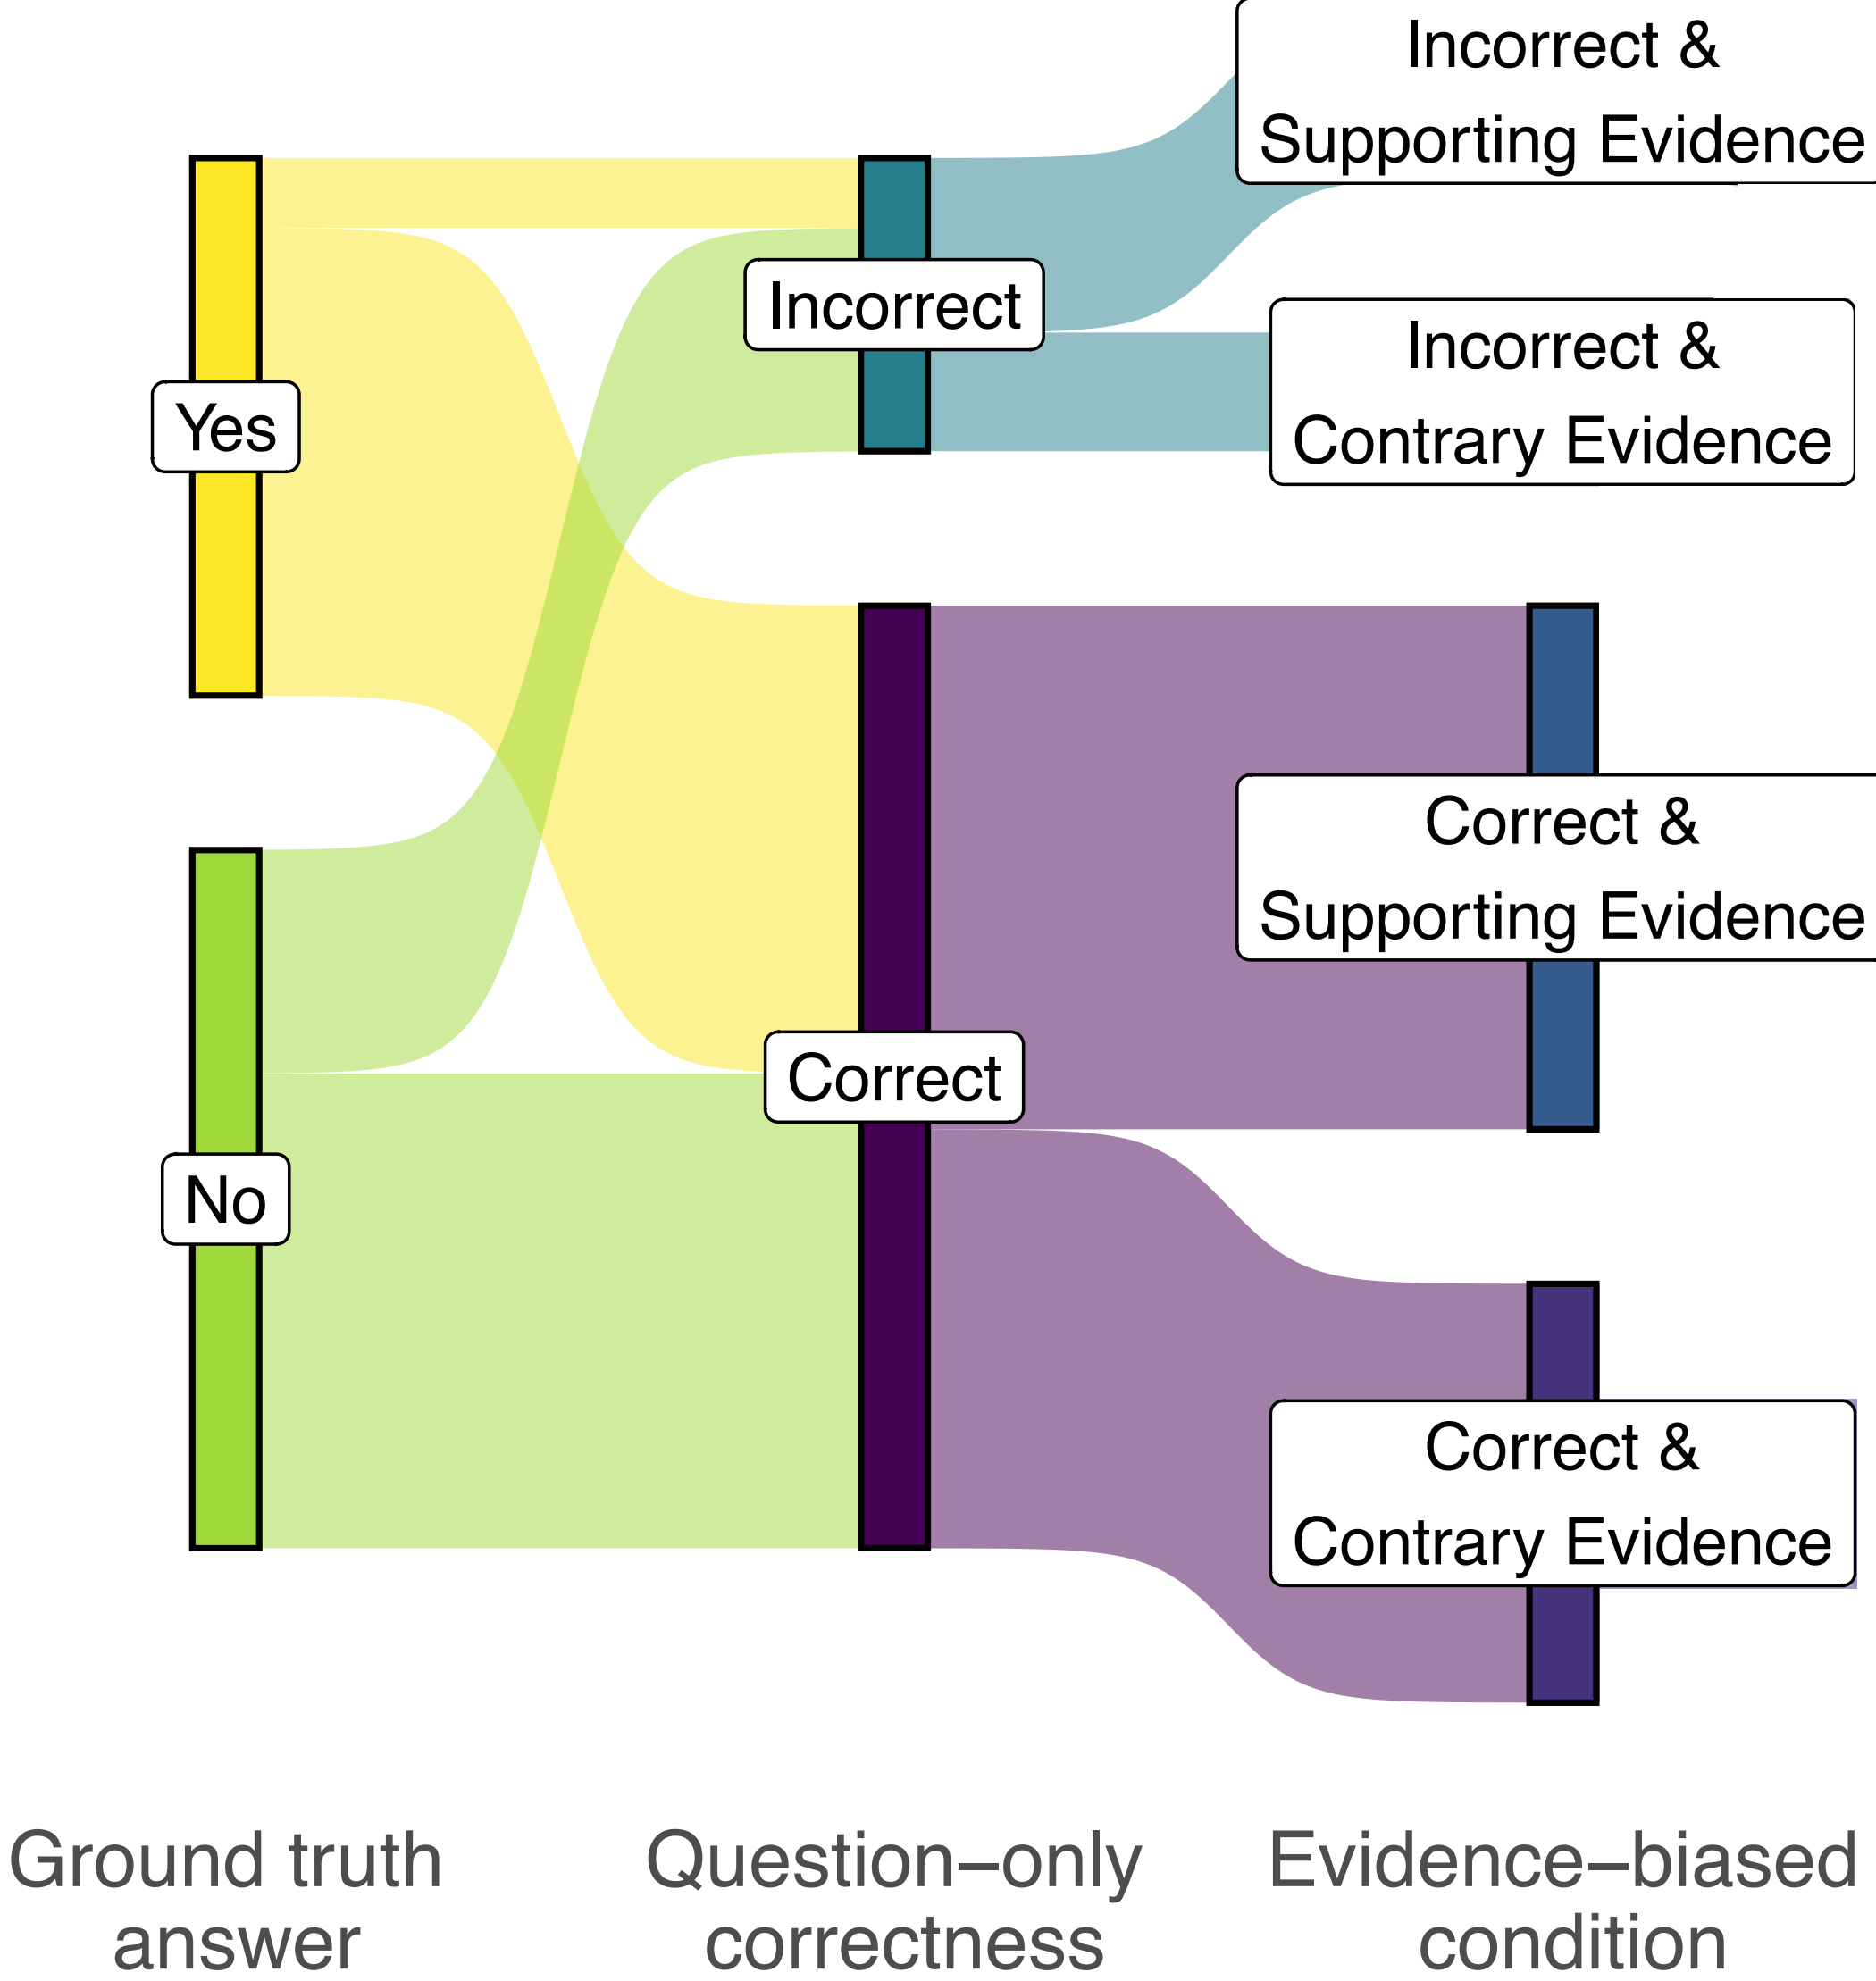 Incorrect &
Supporting Evidence
Incorrect
Incorrect &
Contrary Evidence
Yes
Correct &
Supporting Evidence
Correct
No
Correct &
Contrary Evidence
Ground truth
answer
Question−only
correctness
Evidence−biased
condition